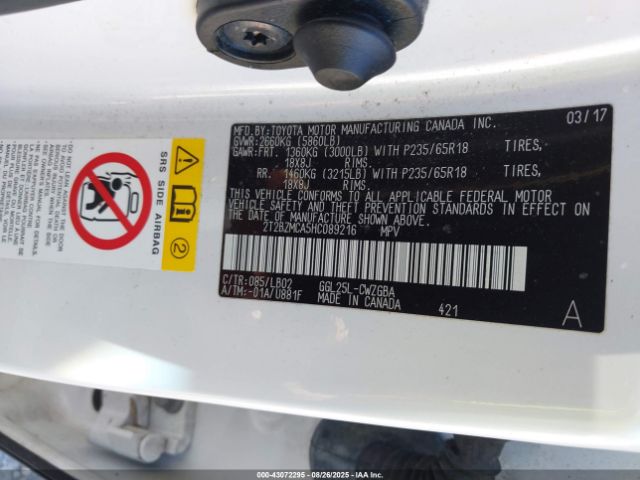 MFD.BY:TOYOTA MOTOR MANUFACTURING CANADA INC. 03/17
GVWR:2660KG (5860LB)
GAWR:FRT. 1360KG (3000LB) WITH P235/65R18 TIRES,
18X8J RIMS.
RR. 1460KG (3215LB) WITH P235/65R18 TIRES,
18X8J RIMS.
THIS VEHICLE CONFORMS TO ALL APPLICABLE FEDERAL MOTOR
VEHICLE SAFETY AND THEFT PREVENTION STANDARDS IN EFFECT ON
THE DATE OF MANUFACTURE SHOWN ABOVE.
2T2BZMCA5HC089216 MPV
C/TR:085/LB02 GGL25L-CWZGBA
A/TM:-01A/U881F MADE IN CANADA 421 A
SIDE AIRBAG
2
000-43072295 - 08/26/2025 - IAAI.COM